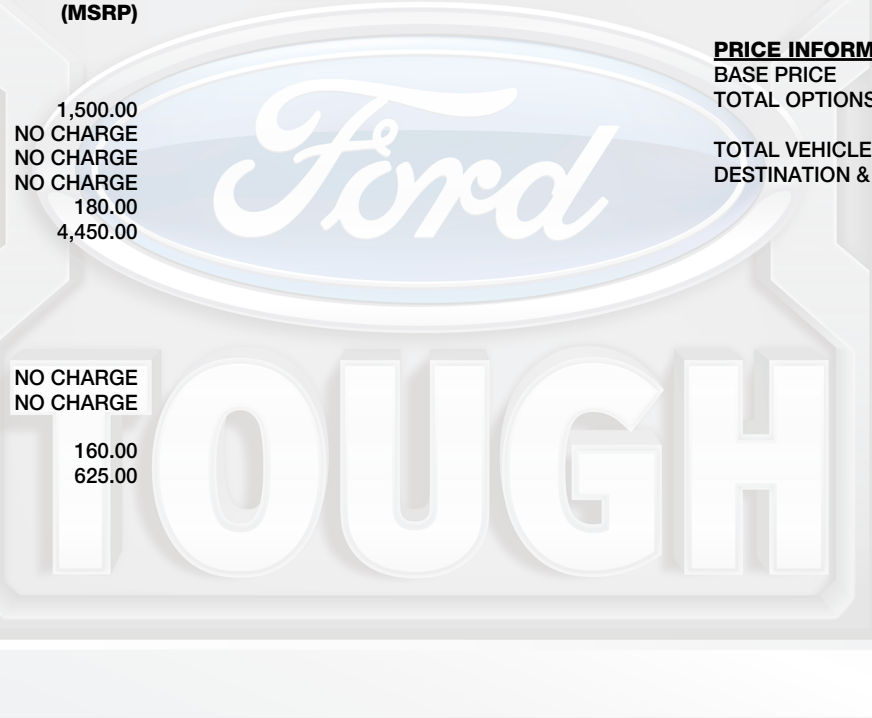 (MSRP)
1,500.00
NO CHARGE
NO CHARGE
NO CHARGE
180.00
4,450.00
NO CHARGE
NO CHARGE
160.00
625.00
PRICE INFORM
BASE PRICE
TOTAL OPTIONS
TOTAL VEHICLE
DESTINATION &
Ford
TOUGH